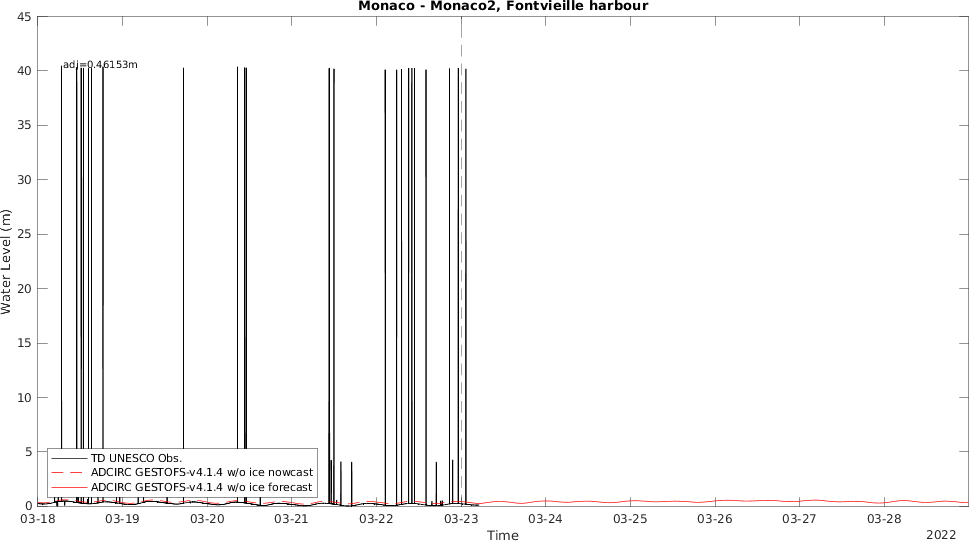 Monaco - Monaco2, Fontvieille harbour
45
adj=0.46153m
40
35
30
25
20
15
10
5
0
Water Level (m)
TD UNESCO Obs.
ADCIRC GESTOFS-v4.1.4 w/o ice nowcast
ADCIRC GESTOFS-v4.1.4 w/o ice forecast
03-18 03-19 03-20 03-21 03-22 03-23 03-24 03-25 03-26 03-27 03-28
Time
2022